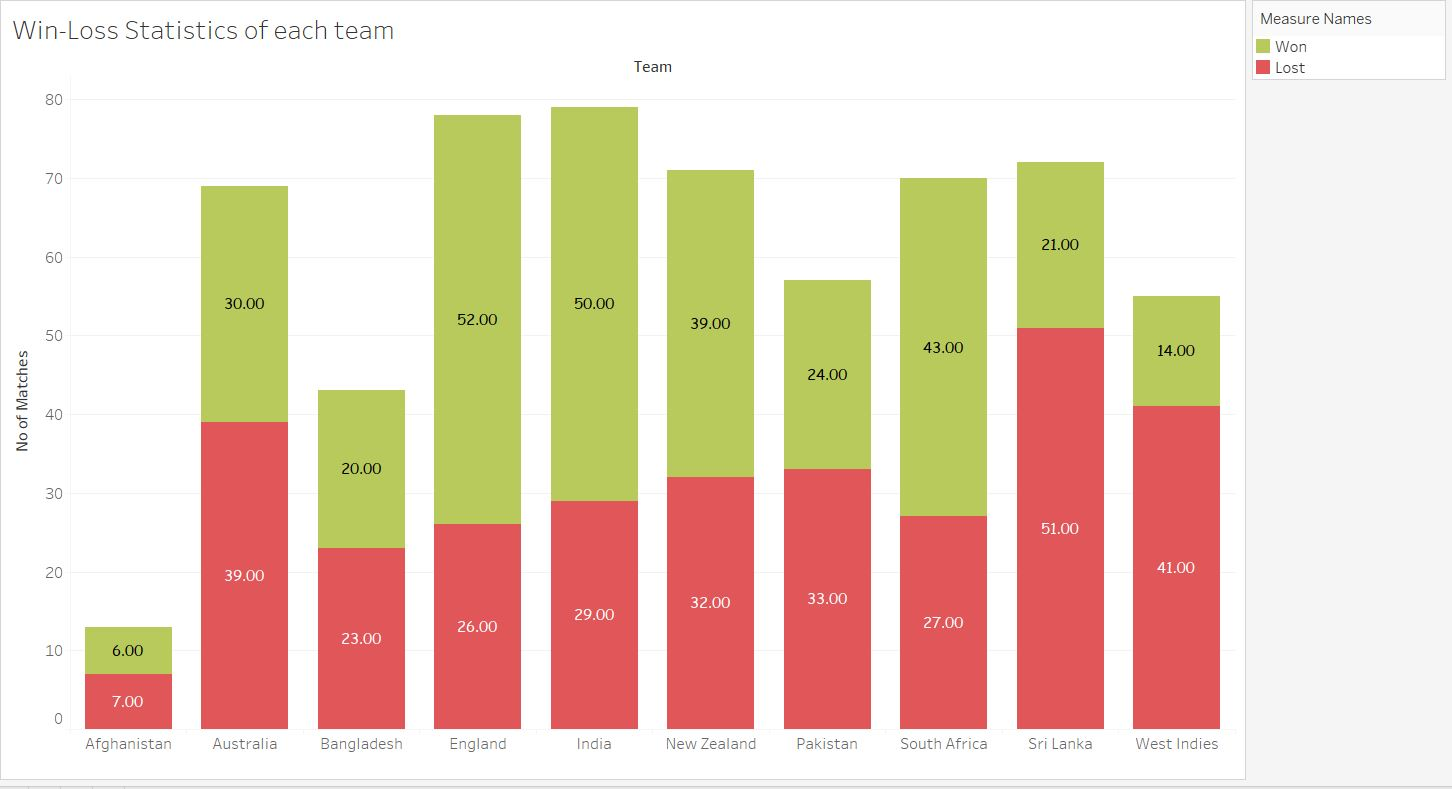 Win-Loss Statistics of each team
Measure Names
Won
Lost
Team
No of Matches
80
70
60
50
40
30
20
10
0
6.00
7.00
30.00
39.00
20.00
23.00
52.00
26.00
50.00
29.00
39.00
32.00
24.00
33.00
43.00
27.00
21.00
51.00
14.00
41.00
Afghanistan
Australia
Bangladesh
England
India
New Zealand
Pakistan
South Africa
Sri Lanka
West Indies